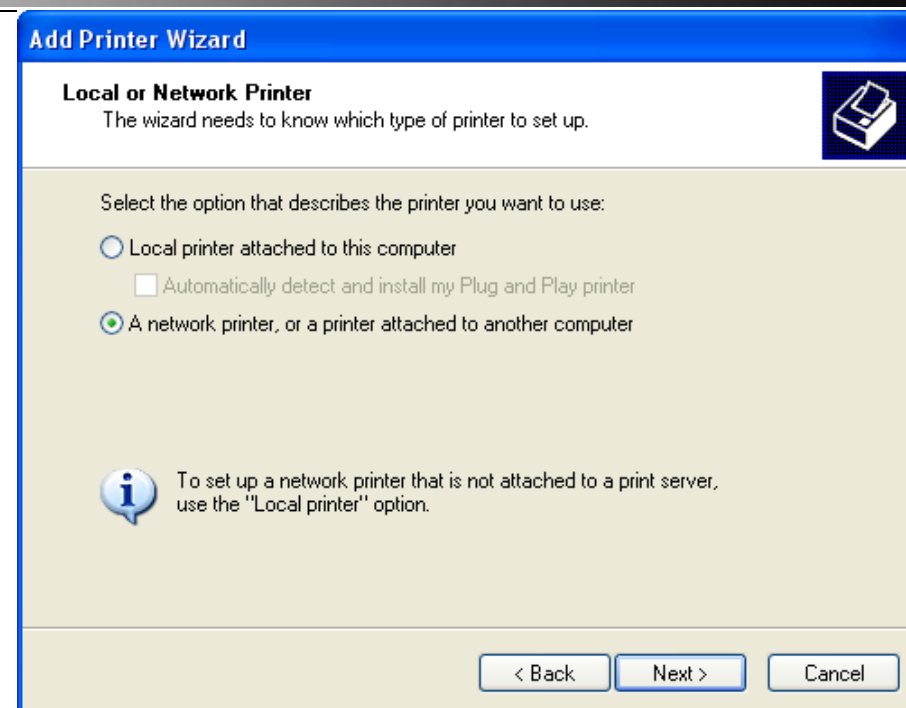 Add Printer Wizard
Local or Network Printer
The wizard needs to know which type of printer to set up.
Select the option that describes the printer you want to use:
Local printer attached to this computer
Automatically detect and install my Plug and Play printer
A network printer, or a printer attached to another computer
To set up a network printer that is not attached to a print server,
use the "Local printer" option.
< Back
Next >
Cancel